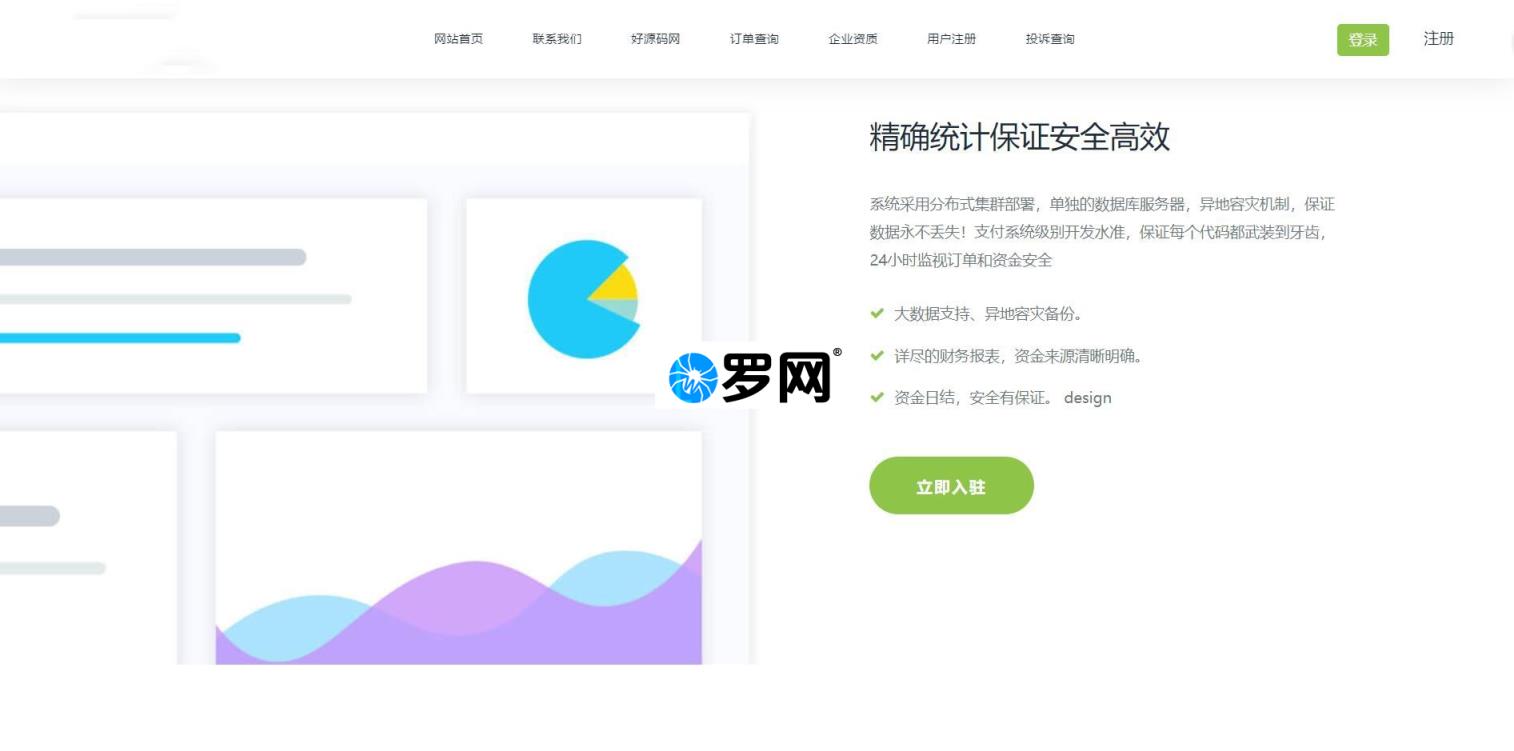 网站首页
联系我们
好源码网
订单查询
企业资质
用户注册
投诉查询
登录
注册
精确统计保证安全高效
系统采用分布式集群部署，单独的数据库服务器，异地容灾机制，保证
数据永不丢失！支付系统级别开发水准，保证每个代码都武装到牙齿，
24小时监视订单和资金安全
大数据支持、异地容灾备份。
详尽的财务报表，资金来源清晰明确。
罗网®
资金日结，安全有保证。 design
立即入驻